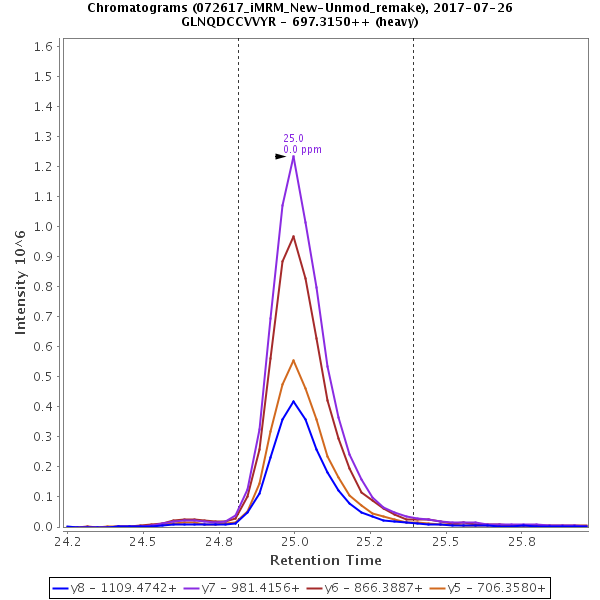 Chromatograms (072617_iMRM_New-Unmod_remake), 2017-07-26
GLNQDCCVVYR - 697.3150++ (heavy)
1.6
1.5
1.4
1.3
1.2
1.1
1.0
0.9
0.8
0.7
0.6
0.5
0.4
0.3
0.2
0.1
0.0
Intensity 10^6
25.0
0.0 ppm
24.2 24.5 24.8 25.0 25.2 25.5 25.8
Retention Time
y8 - 1109.4742+ y7 - 981.4156+ y6 - 866.3887+ y5 - 706.3580+